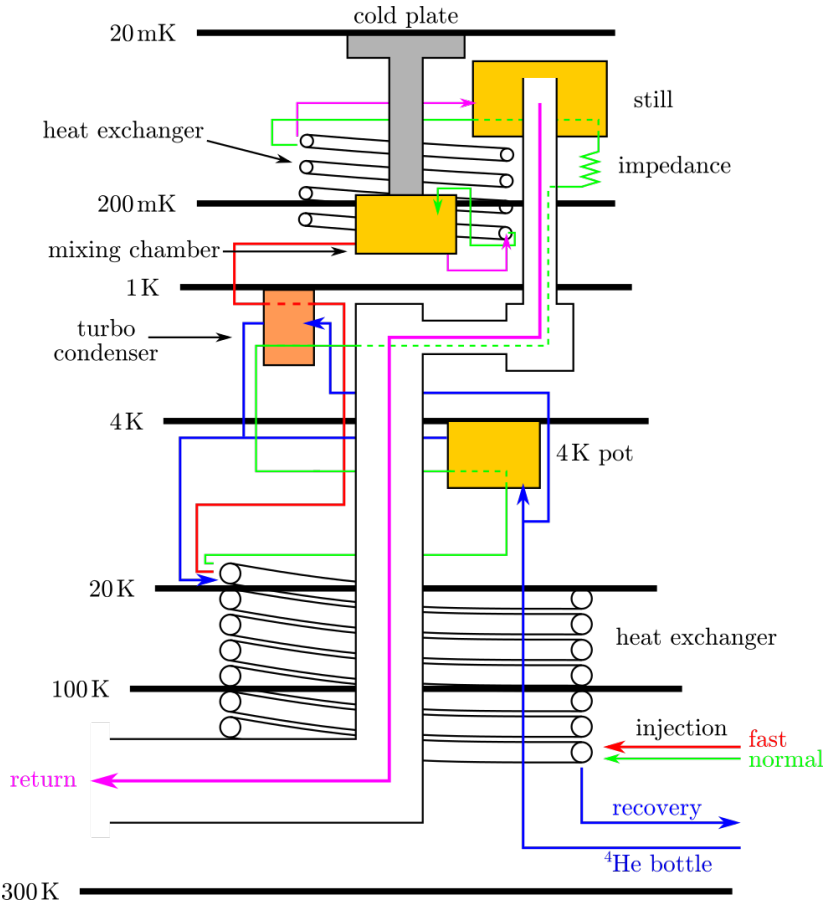 cold plate
20 mK
still
heat exchanger
impedance
200 mK
mixing chamber
1 K
turbo
condenser
4 K
4 K pot
20 K
heat exchanger
100 K
injection
fast
normal
return
recovery
⁴He bottle
300 K